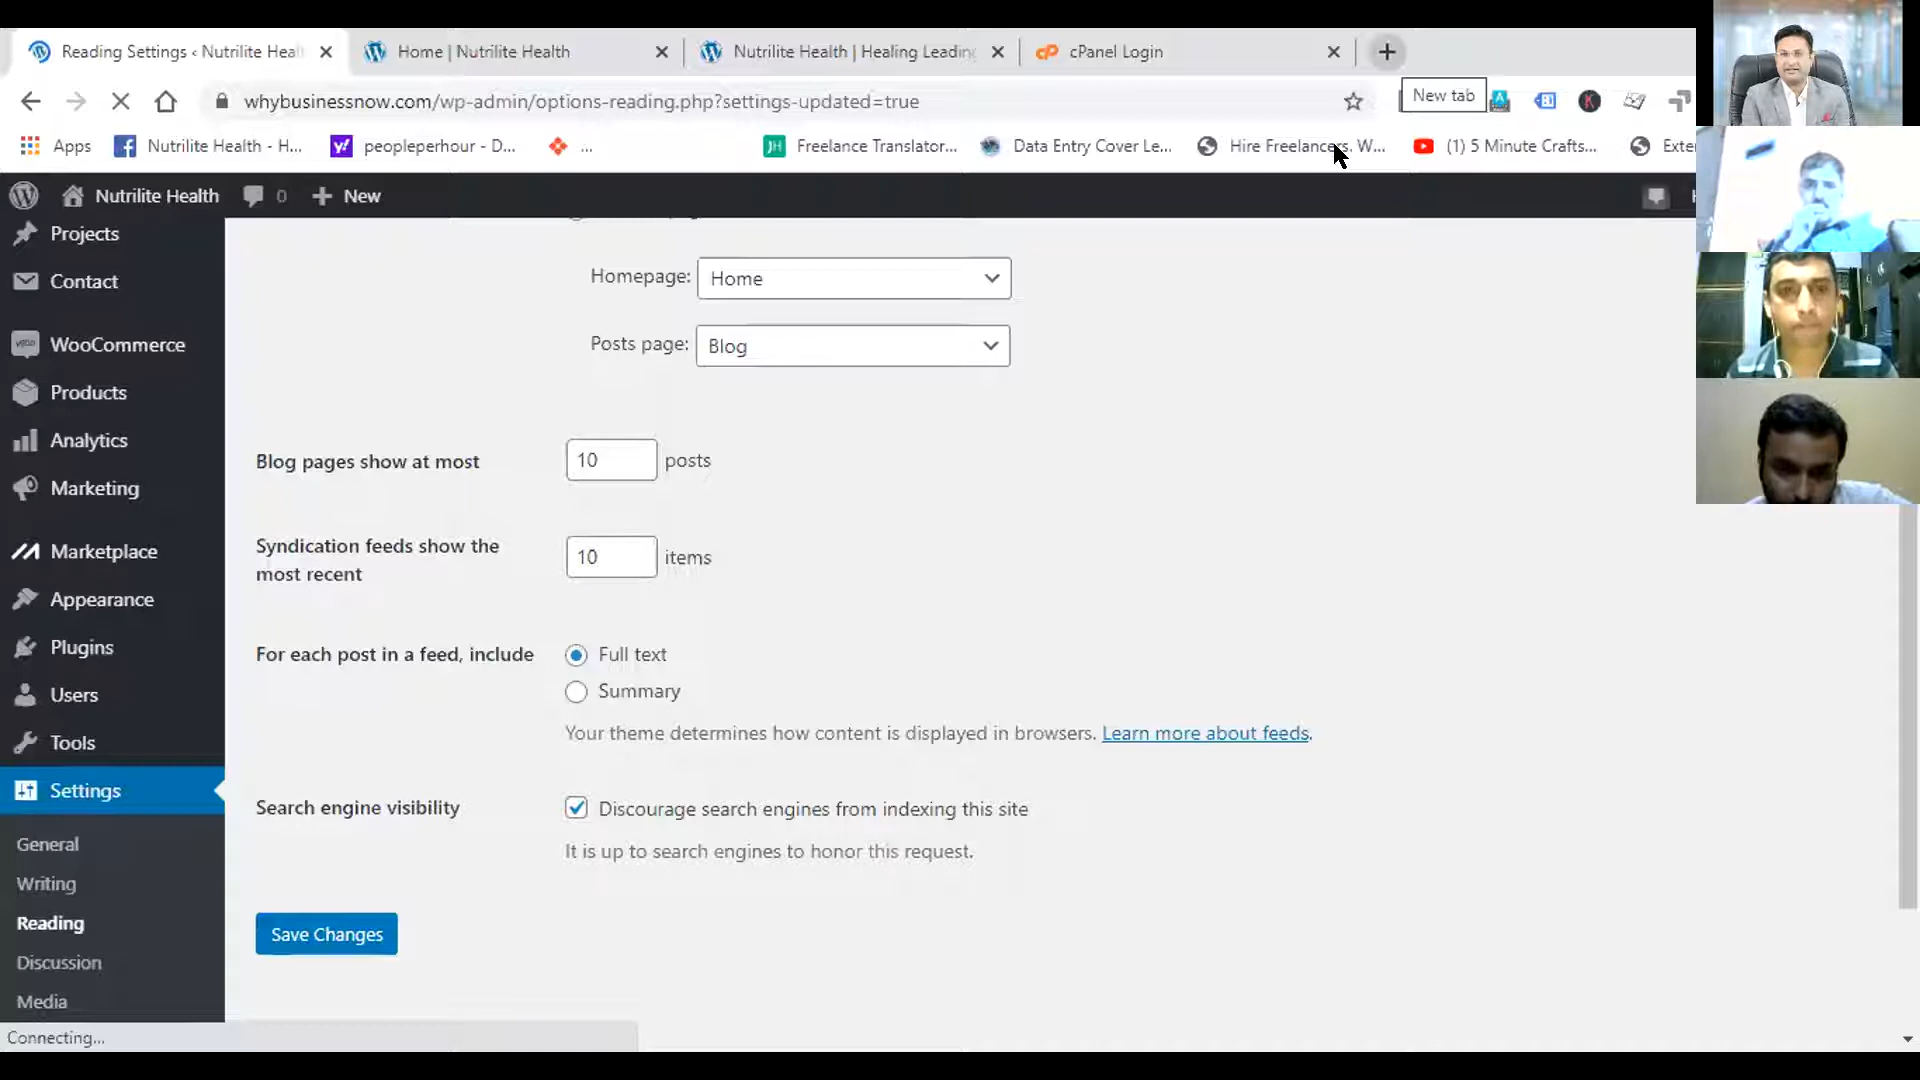 Reading Settings ‹ Nutrilite Heal
Home | Nutrilite Health
Nutrilite Health | Healing Leading
cPanel Login
whybusinessnow.com/wp-admin/options-reading.php?settings-updated=true
New tab
Apps
Nutrilite Health - H...
peopleperhour - D...
...
JH
Freelance Translator...
Data Entry Cover Le...
Hire Freelancers. W...
(1) 5 Minute Crafts...
Exte
Nutrilite Health
0
New
Projects
Contact
WooCommerce
Products
Analytics
Marketing
Marketplace
Appearance
Plugins
Users
Tools
Settings
General
Writing
Reading
Discussion
Media
Homepage:
Home
Posts page:
Blog
Blog pages show at most
10
posts
Syndication feeds show the
most recent
10
items
For each post in a feed, include
Full text
Summary
Your theme determines how content is displayed in browsers. Learn more about feeds.
Search engine visibility
Discourage search engines from indexing this site
It is up to search engines to honor this request.
Save Changes
Connecting...